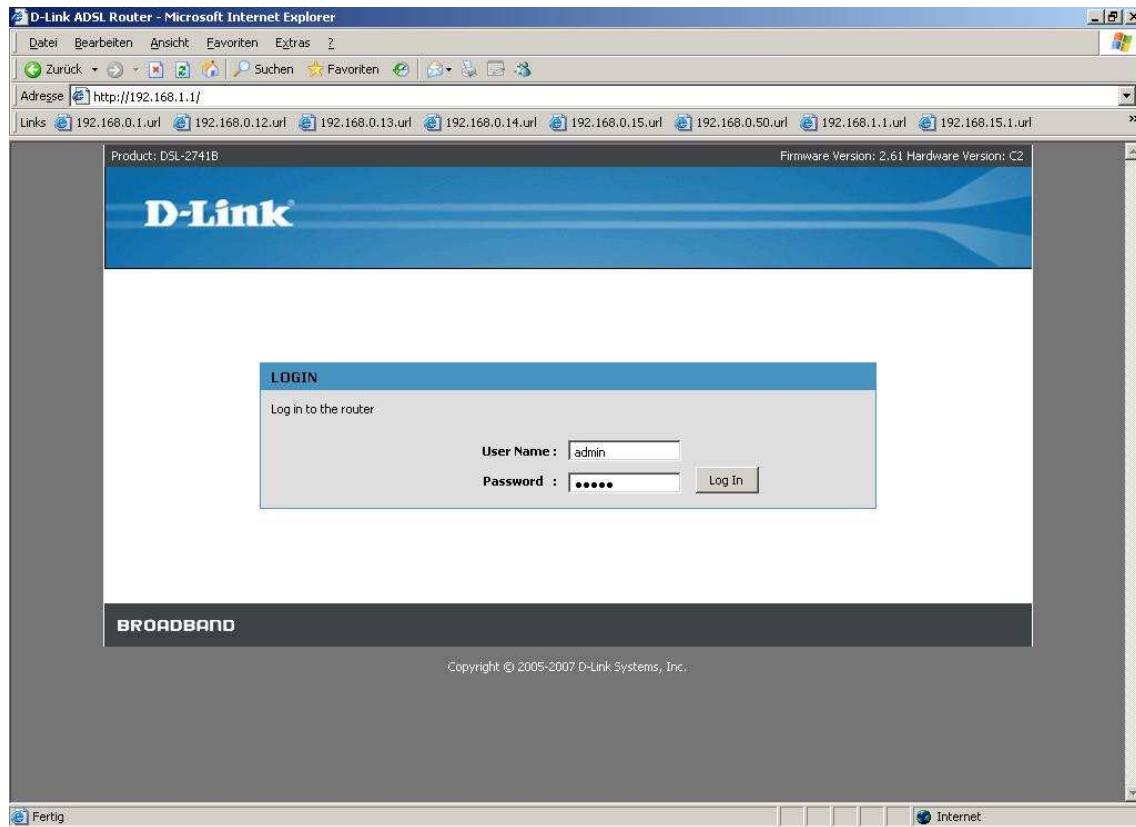 D-Link ADSL Router - Microsoft Internet Explorer
Datei Bearbeiten Ansicht Favoriten Extras ?
Zurück Suchen Favoriten
Adresse http://192.168.1.1/
Links 192.168.0.1.url 192.168.0.12.url 192.168.0.13.url 192.168.0.14.url 192.168.0.15.url 192.168.0.50.url 192.168.1.1.url 192.168.15.1.url »
Product: DSL-2741B Firmware Version: 2.61 Hardware Version: C2
D-Link
LOGIN
Log in to the router
User Name : admin
Password : ●●●●● Log In
BROADBAND
Copyright © 2005-2007 D-Link Systems, Inc.
Fertig Internet